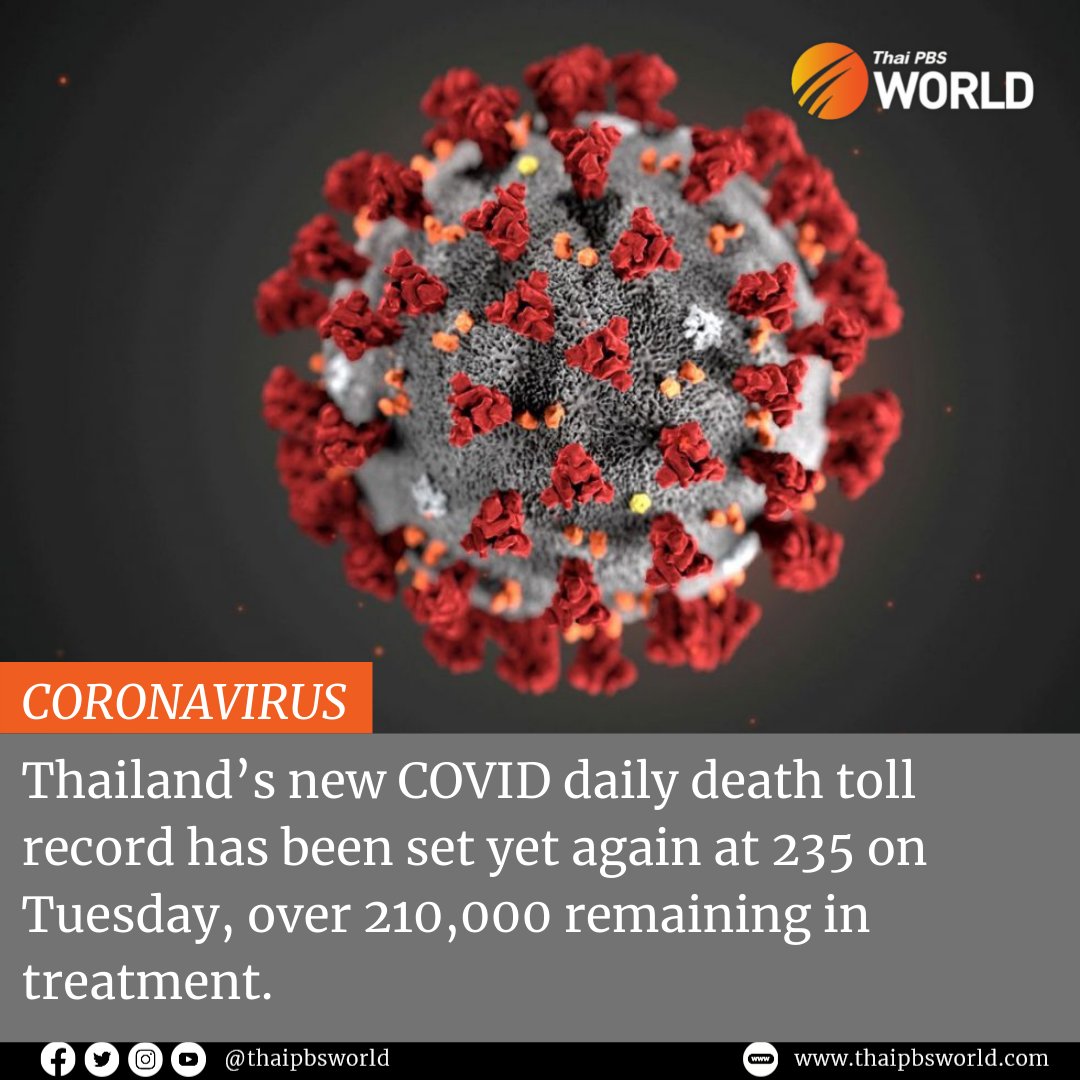 Thai PBS
WORLD
CORONAVIRUS
Thailand’s new COVID daily death toll
record has been set yet again at 235 on
Tuesday, over 210,000 remaining in
treatment.
@thaipbsworld
www
www.thaipbsworld.com